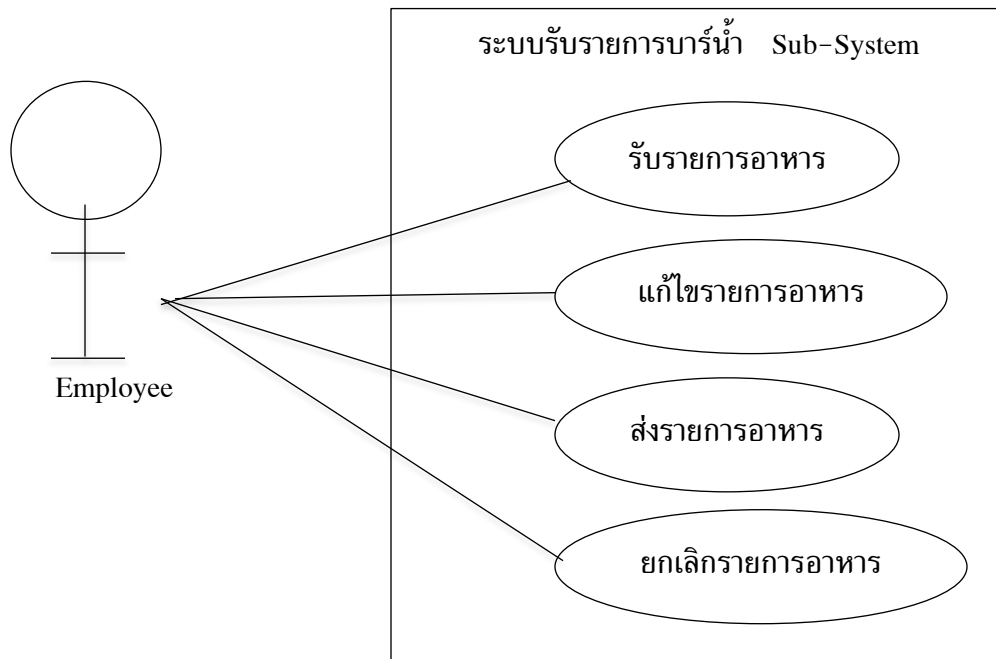 ระบบรับรายการบาร์น้ำ Sub-System
รับรายการอาหาร
แก้ไขรายการอาหาร
ส่งรายการอาหาร
ยกเลิกรายการอาหาร
Employee